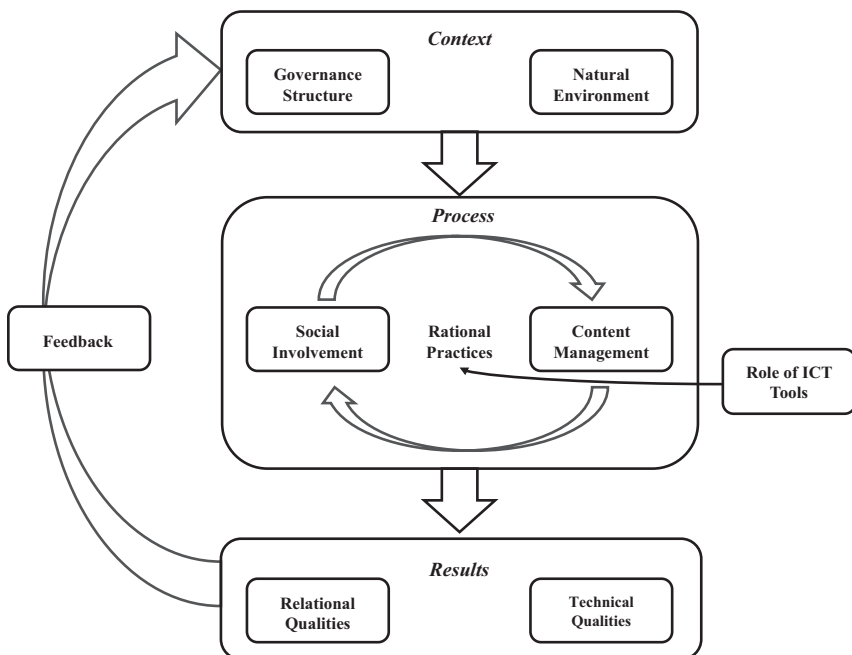 Context
Governance
Structure
Natural
Environment
Process
Social
Involvement
Rational
Practices
Content
Management
Feedback
Role of ICT
Tools
Results
Relational
Qualities
Technical
Qualities